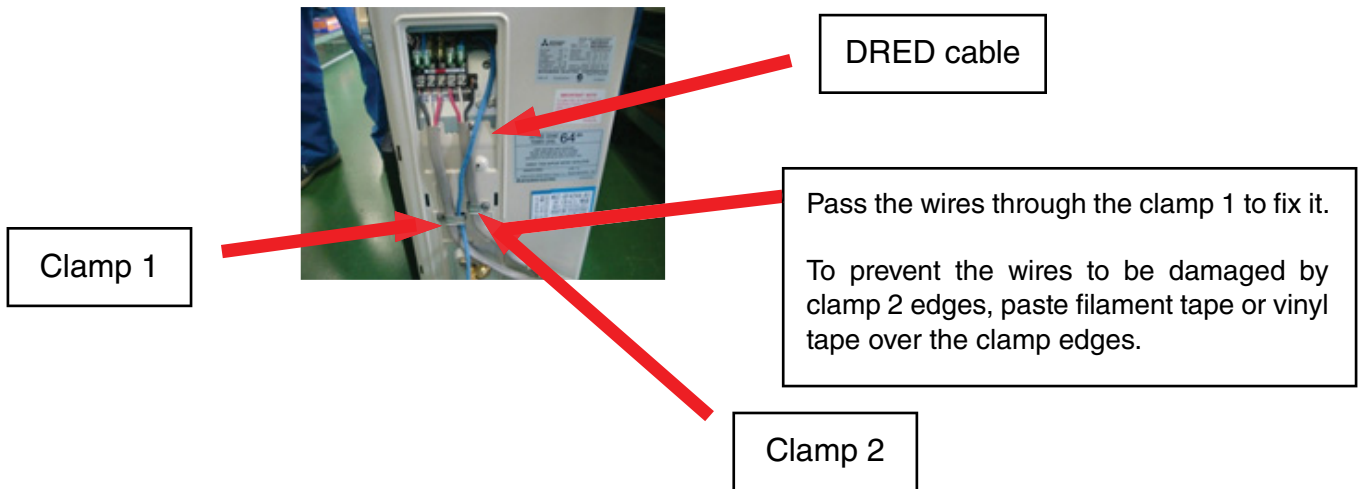 DRED cable
64
Pass the wires through the clamp 1 to fix it.
To prevent the wires to be damaged by
clamp 2 edges, paste filament tape or vinyl
tape over the clamp edges.
Clamp 1
Clamp 2